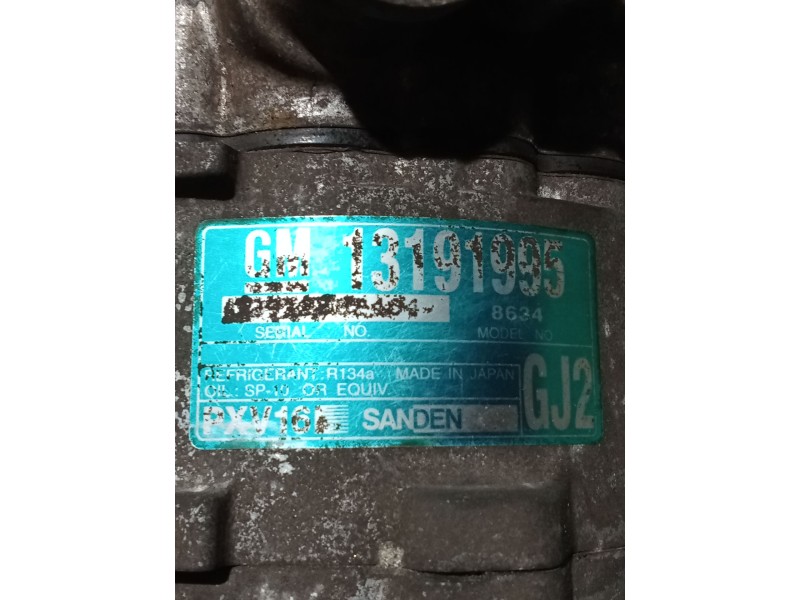 GM 13191995
8634
SERIAL NO. MODEL NO
REFRIGERANT: R134a MADE IN JAPAN
OIL: SP-10 OR EQUIV.
PXV16 SANDEN GJ2